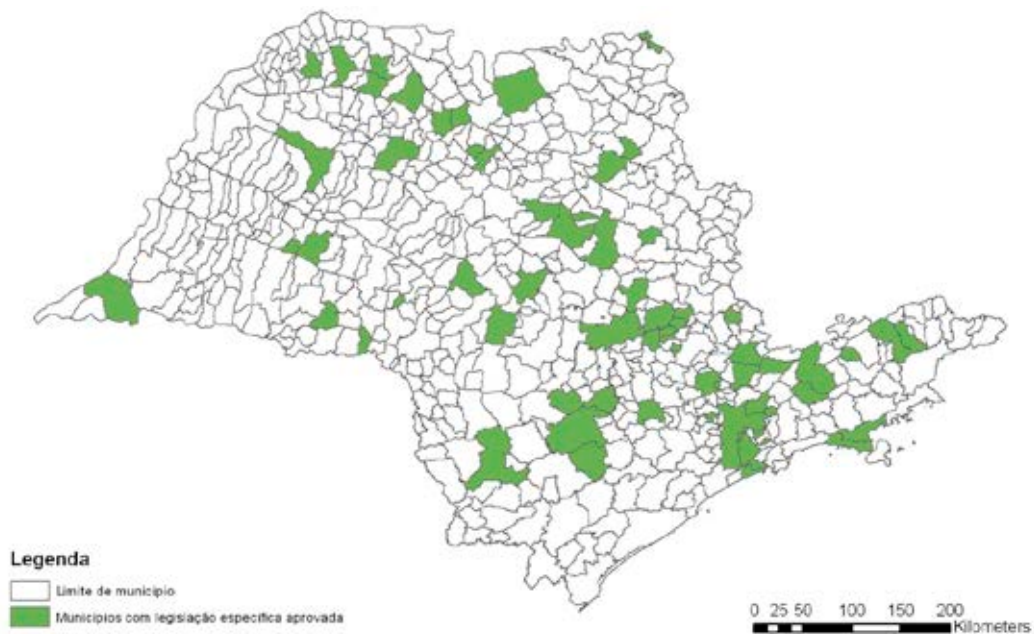 Legenda
Limite de município
Municípios com legislação específica aprovada
0 25 50 100 150 200
Kilometers